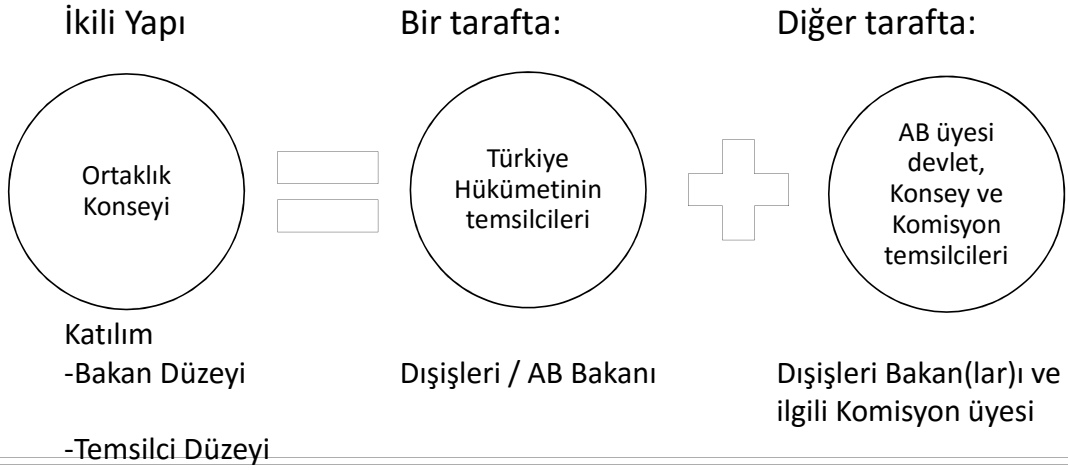 İkili Yapı
Bir tarafta:
Diğer tarafta:
Ortaklık
Konseyi
Türkiye
Hükümetinin
temsilcileri
AB üyesi
devlet,
Konsey ve
Komisyon
temsilcileri
Katılım
-Bakan Düzeyi
Dışişleri / AB Bakanı
Dışişleri Bakan(lar)ı ve
ilgili Komisyon üyesi
-Temsilci Düzeyi